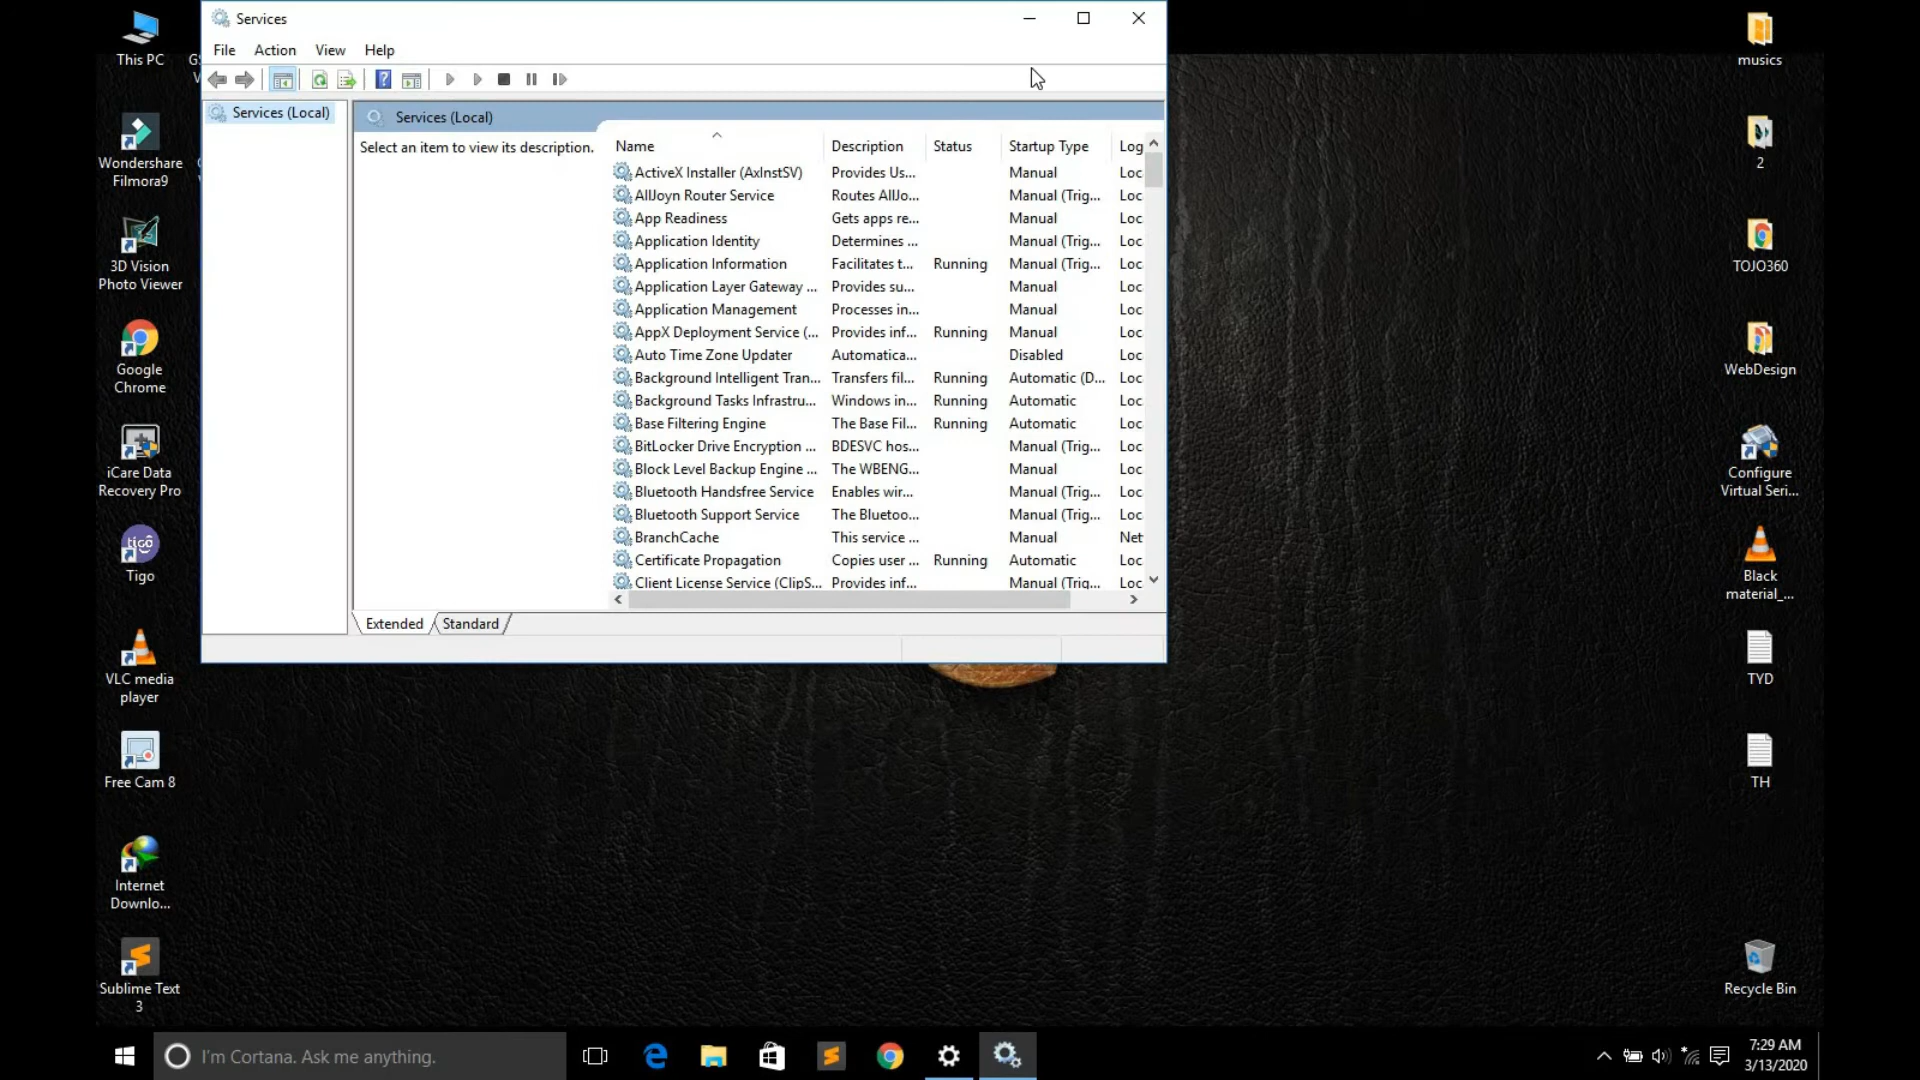 Services
File Action View Help
Services (Local)
Services (Local)
Select an item to view its description.
Name Description Status Startup Type Log
ActiveX Installer (AxInstSV) Provides Us... Manual Loc
AllJoyn Router Service Routes AllJo... Manual (Trig... Loc
App Readiness Gets apps re... Manual Loc
Application Identity Determines ... Manual (Trig... Loc
Application Information Facilitates t... Running Manual (Trig... Loc
Application Layer Gateway ... Provides su... Manual Loc
Application Management Processes in... Manual Loc
AppX Deployment Service (... Provides inf... Running Manual Loc
Auto Time Zone Updater Automatica... Disabled Loc
Background Intelligent Tran... Transfers fil... Running Automatic (D... Loc
Background Tasks Infrastru... Windows in... Running Automatic Loc
Base Filtering Engine The Base Fil... Running Automatic Loc
BitLocker Drive Encryption ... BDESVC hos... Manual (Trig... Loc
Block Level Backup Engine ... The WBENG... Manual Loc
Bluetooth Handsfree Service Enables wir... Manual (Trig... Loc
Bluetooth Support Service The Bluetoo... Manual (Trig... Loc
BranchCache This service ... Manual Net
Certificate Propagation Copies user ... Running Automatic Loc
Client License Service (ClipS... Provides inf... Manual (Trig... Loc
Extended Standard
This PC
Wondershare
Filmora9
3D Vision
Photo Viewer
Google
Chrome
iCare Data
Recovery Pro
tigo
Tigo
VLC media
player
Free Cam 8
Internet
Downlo...
Sublime Text
3
musics
2
TOJO360
WebDesign
Configure
Virtual Seri...
Black
material_...
TYD
TH
Recycle Bin
I'm Cortana. Ask me anything.
7:29 AM
3/13/2020